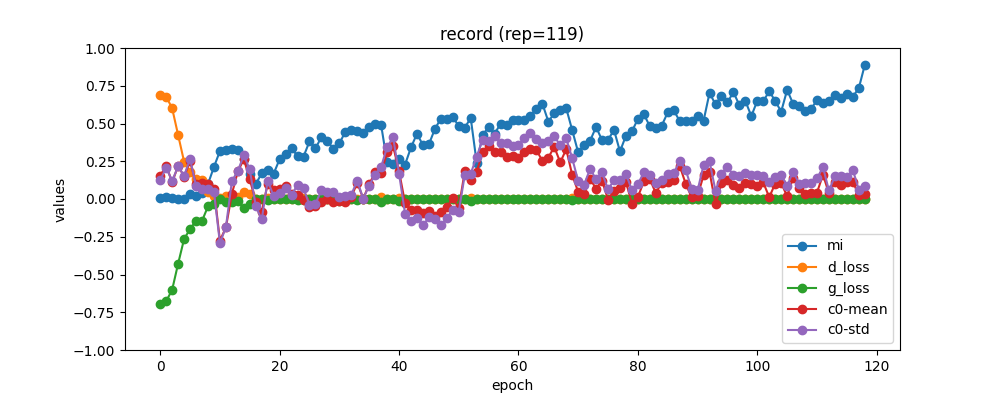 record (rep=119)
1.00
0.75
0.50
0.25
0.00
−0.25
−0.50
−0.75
−1.00
values
0 20 40 60 80 100 120
epoch
mi
d_loss
g_loss
c0-mean
c0-std